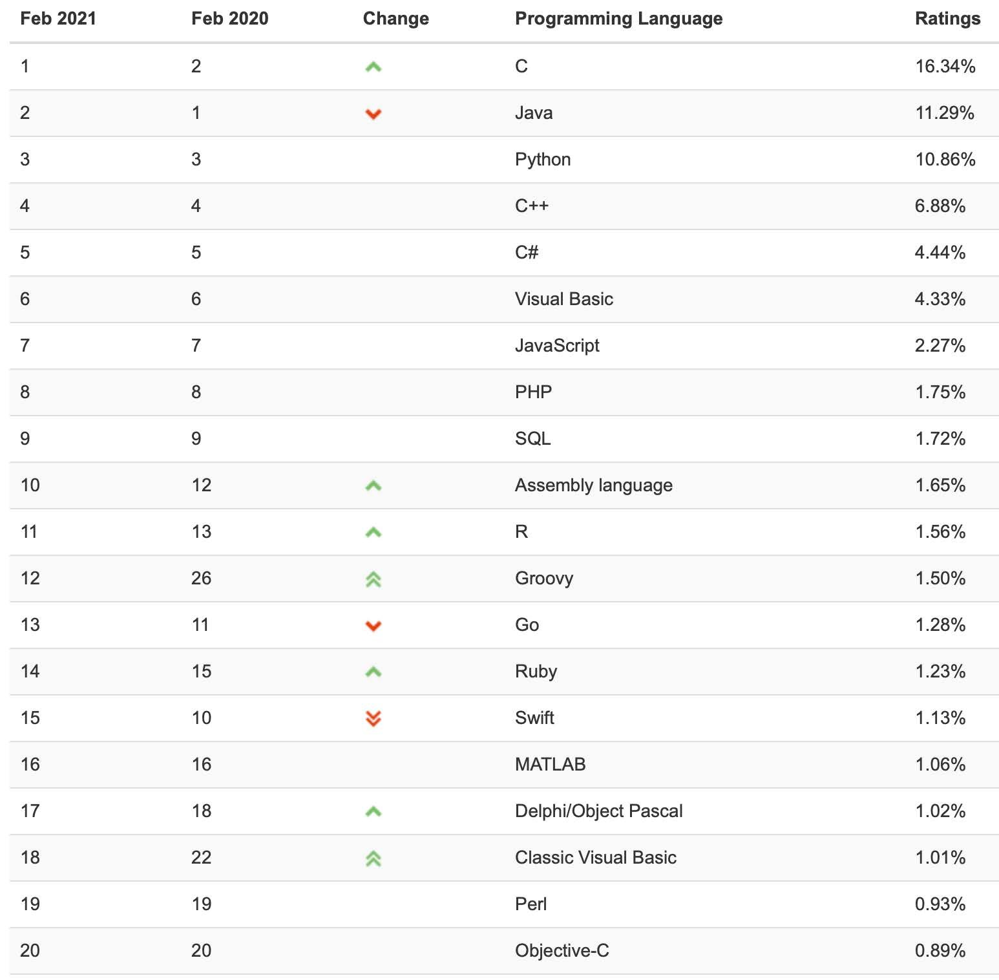 Feb 2021 Feb 2020 Change Programming Language Ratings
1 2 C 16.34%
2 1 Java 11.29%
3 3 Python 10.86%
4 4 C++ 6.88%
5 5 C# 4.44%
6 6 Visual Basic 4.33%
7 7 JavaScript 2.27%
8 8 PHP 1.75%
9 9 SQL 1.72%
10 12 Assembly language 1.65%
11 13 R 1.56%
12 26 Groovy 1.50%
13 11 Go 1.28%
14 15 Ruby 1.23%
15 10 Swift 1.13%
16 16 MATLAB 1.06%
17 18 Delphi/Object Pascal 1.02%
18 22 Classic Visual Basic 1.01%
19 19 Perl 0.93%
20 20 Objective-C 0.89%